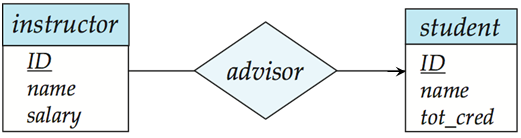 instructor
ID
name
salary
advisor
student
ID
name
tot_cred